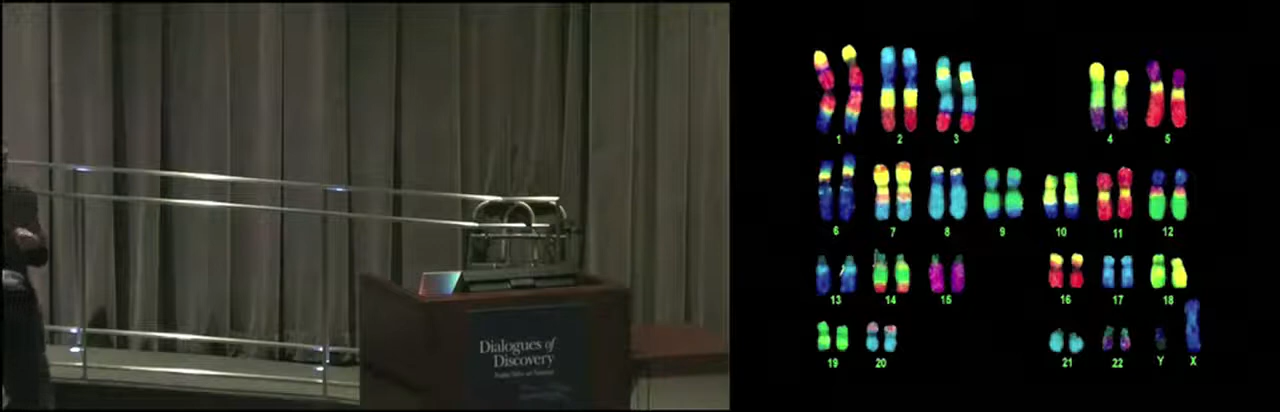 Dialogues of
Discovery
1 2 3 4 5
6 7 8 9 10 11 12
13 14 15 16 17 18
19 20 21 22 Y X